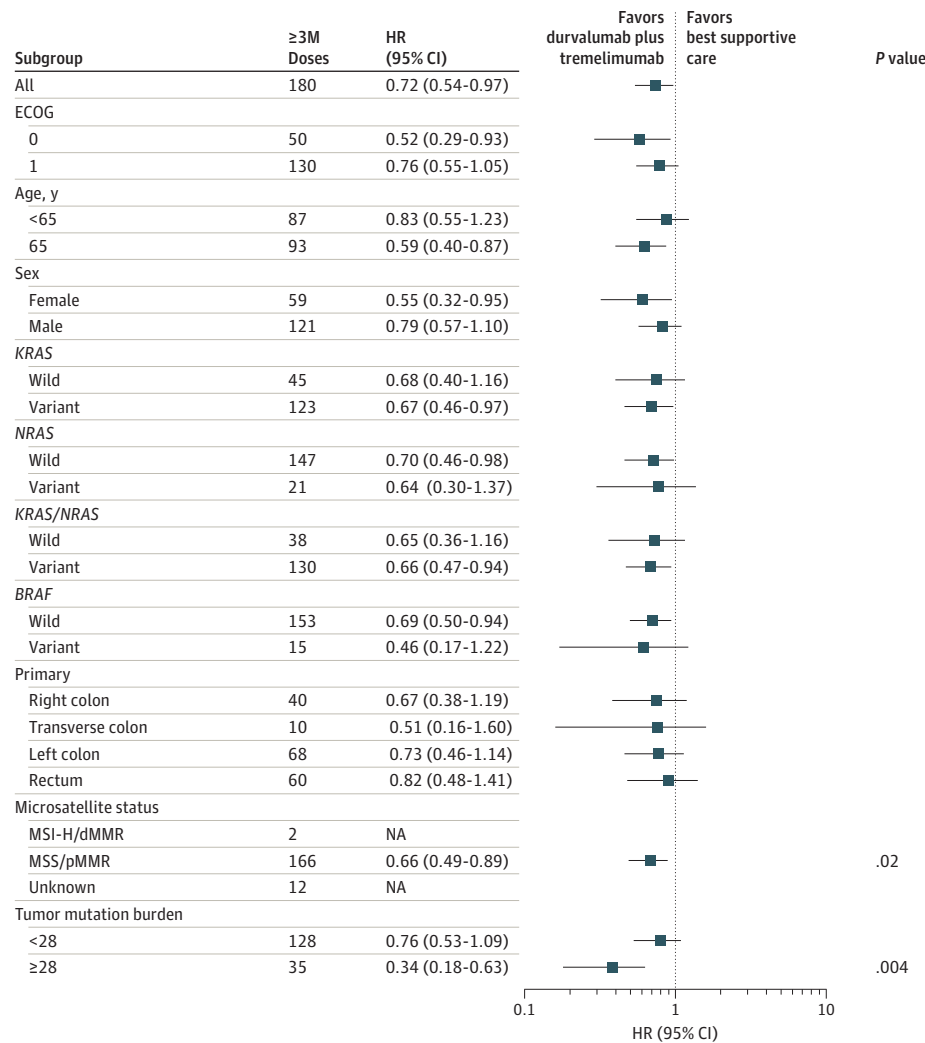 Favors durvalumab plus tremelimumab
Favors best supportive care
Subgroup ≥3M Doses HR (95% CI) P value
All 180 0.72 (0.54-0.97)
ECOG
0 50 0.52 (0.29-0.93)
1 130 0.76 (0.55-1.05)
Age, y
<65 87 0.83 (0.55-1.23)
65 93 0.59 (0.40-0.87)
Sex
Female 59 0.55 (0.32-0.95)
Male 121 0.79 (0.57-1.10)
KRAS
Wild 45 0.68 (0.40-1.16)
Variant 123 0.67 (0.46-0.97)
NRAS
Wild 147 0.70 (0.46-0.98)
Variant 21 0.64 (0.30-1.37)
KRAS/NRAS
Wild 38 0.65 (0.36-1.16)
Variant 130 0.66 (0.47-0.94)
BRAF
Wild 153 0.69 (0.50-0.94)
Variant 15 0.46 (0.17-1.22)
Primary
Right colon 40 0.67 (0.38-1.19)
Transverse colon 10 0.51 (0.16-1.60)
Left colon 68 0.73 (0.46-1.14)
Rectum 60 0.82 (0.48-1.41)
Microsatellite status
MSI-H/dMMR 2 NA
MSS/pMMR 166 0.66 (0.49-0.89) .02
Unknown 12 NA
Tumor mutation burden
<28 128 0.76 (0.53-1.09)
≥28 35 0.34 (0.18-0.63) .004
0.1 1 10
HR (95% CI)